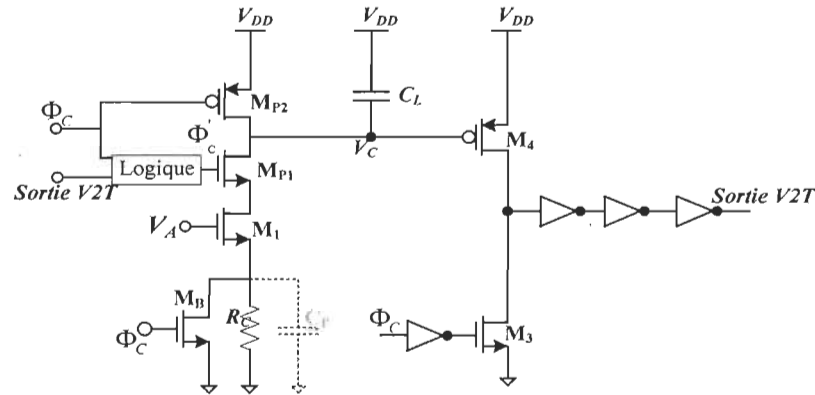 V_DD
V_DD
V_DD
Φ_C
M_P2
C_L
Φ'_c
V_C
M_4
Logique
M_P1
Sortie V2T
Sortie V2T
V_A
M_1
M_B
R_C
Φ_C
Φ_C
M_3